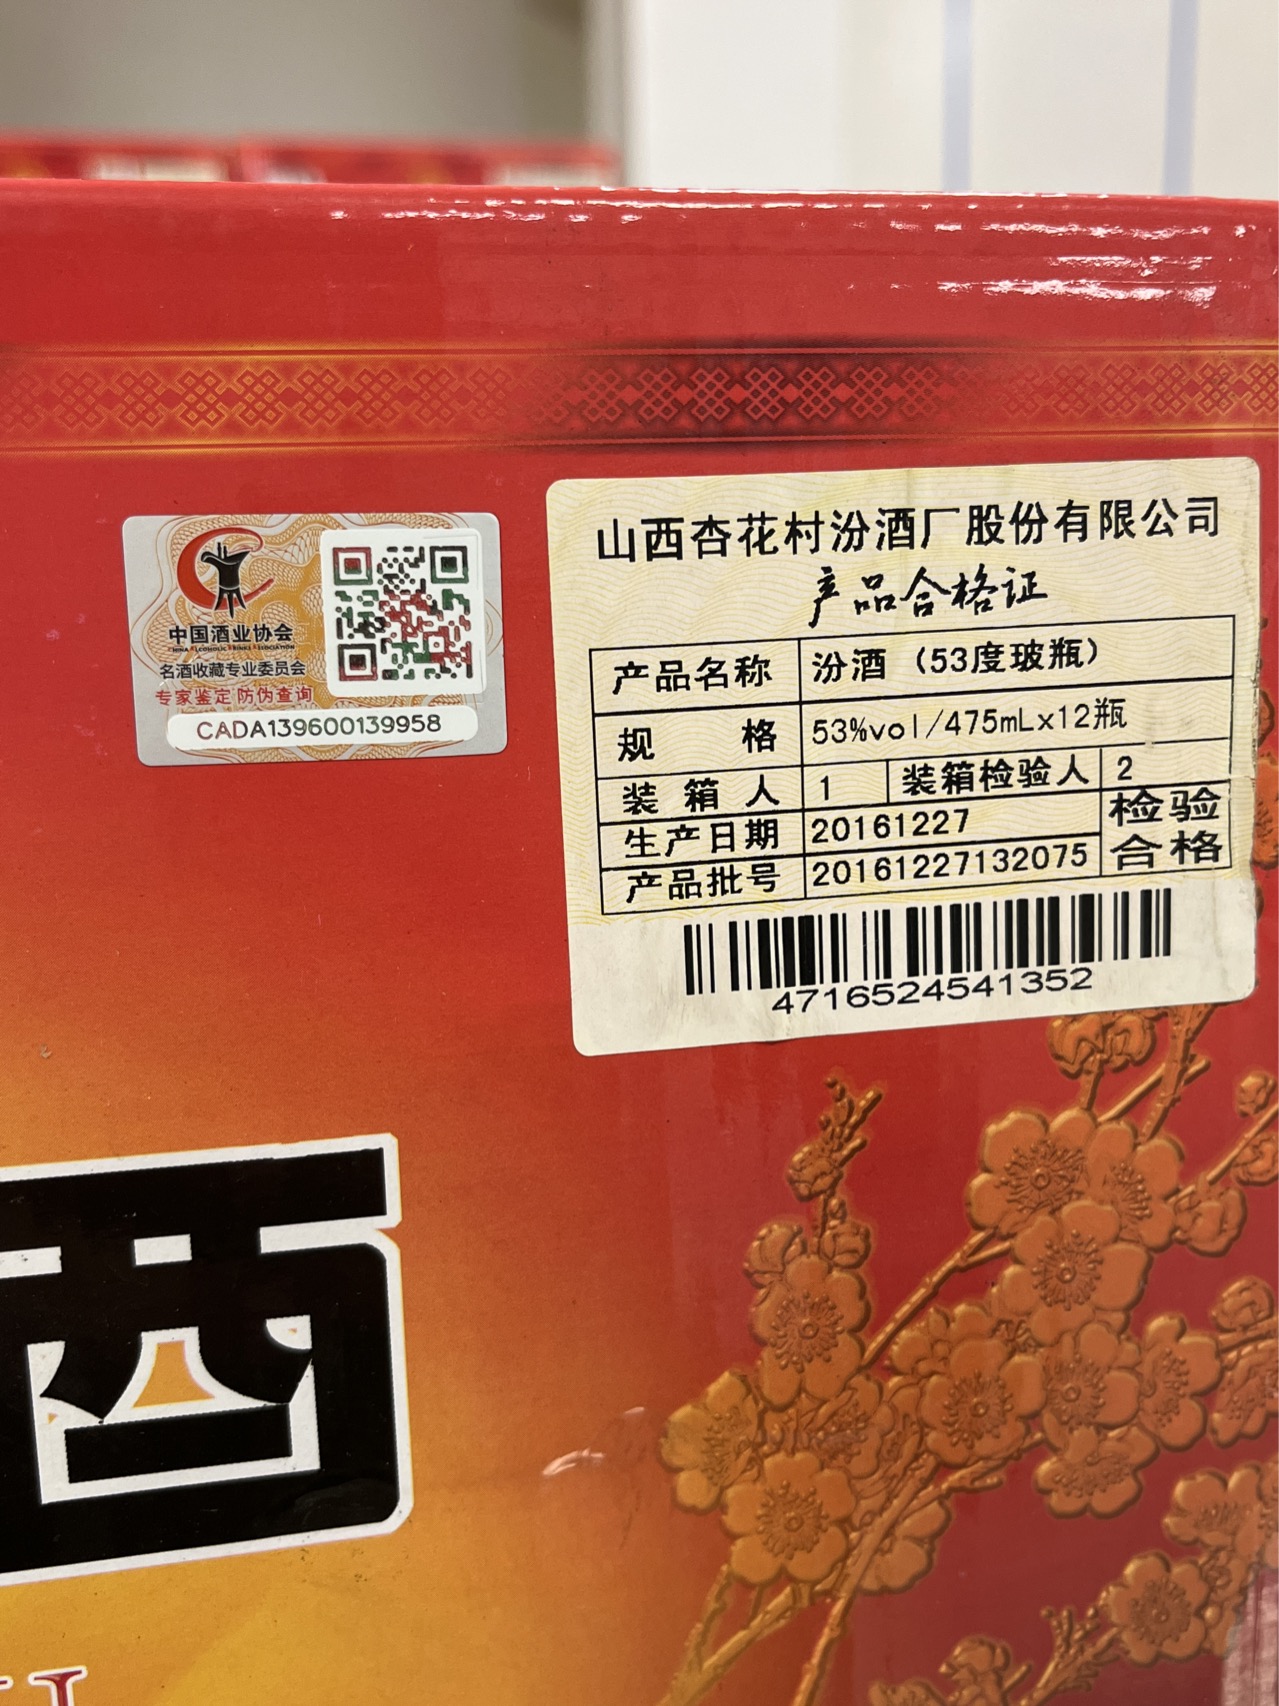 中国酒业协会
CHINA ALCOHOLIC DRINKS ASSOCIATION
名酒收藏专业委员会
专家鉴定 防伪查询
CADA139600139958
山西杏花村汾酒厂股份有限公司
产品合格证
产品名称 汾酒（53度玻瓶）
规格 53%vol/475mLx12瓶
装箱人 1 装箱检验人 2
生产日期 20161227 检验
产品批号 20161227132075 合格
4716524541352
西